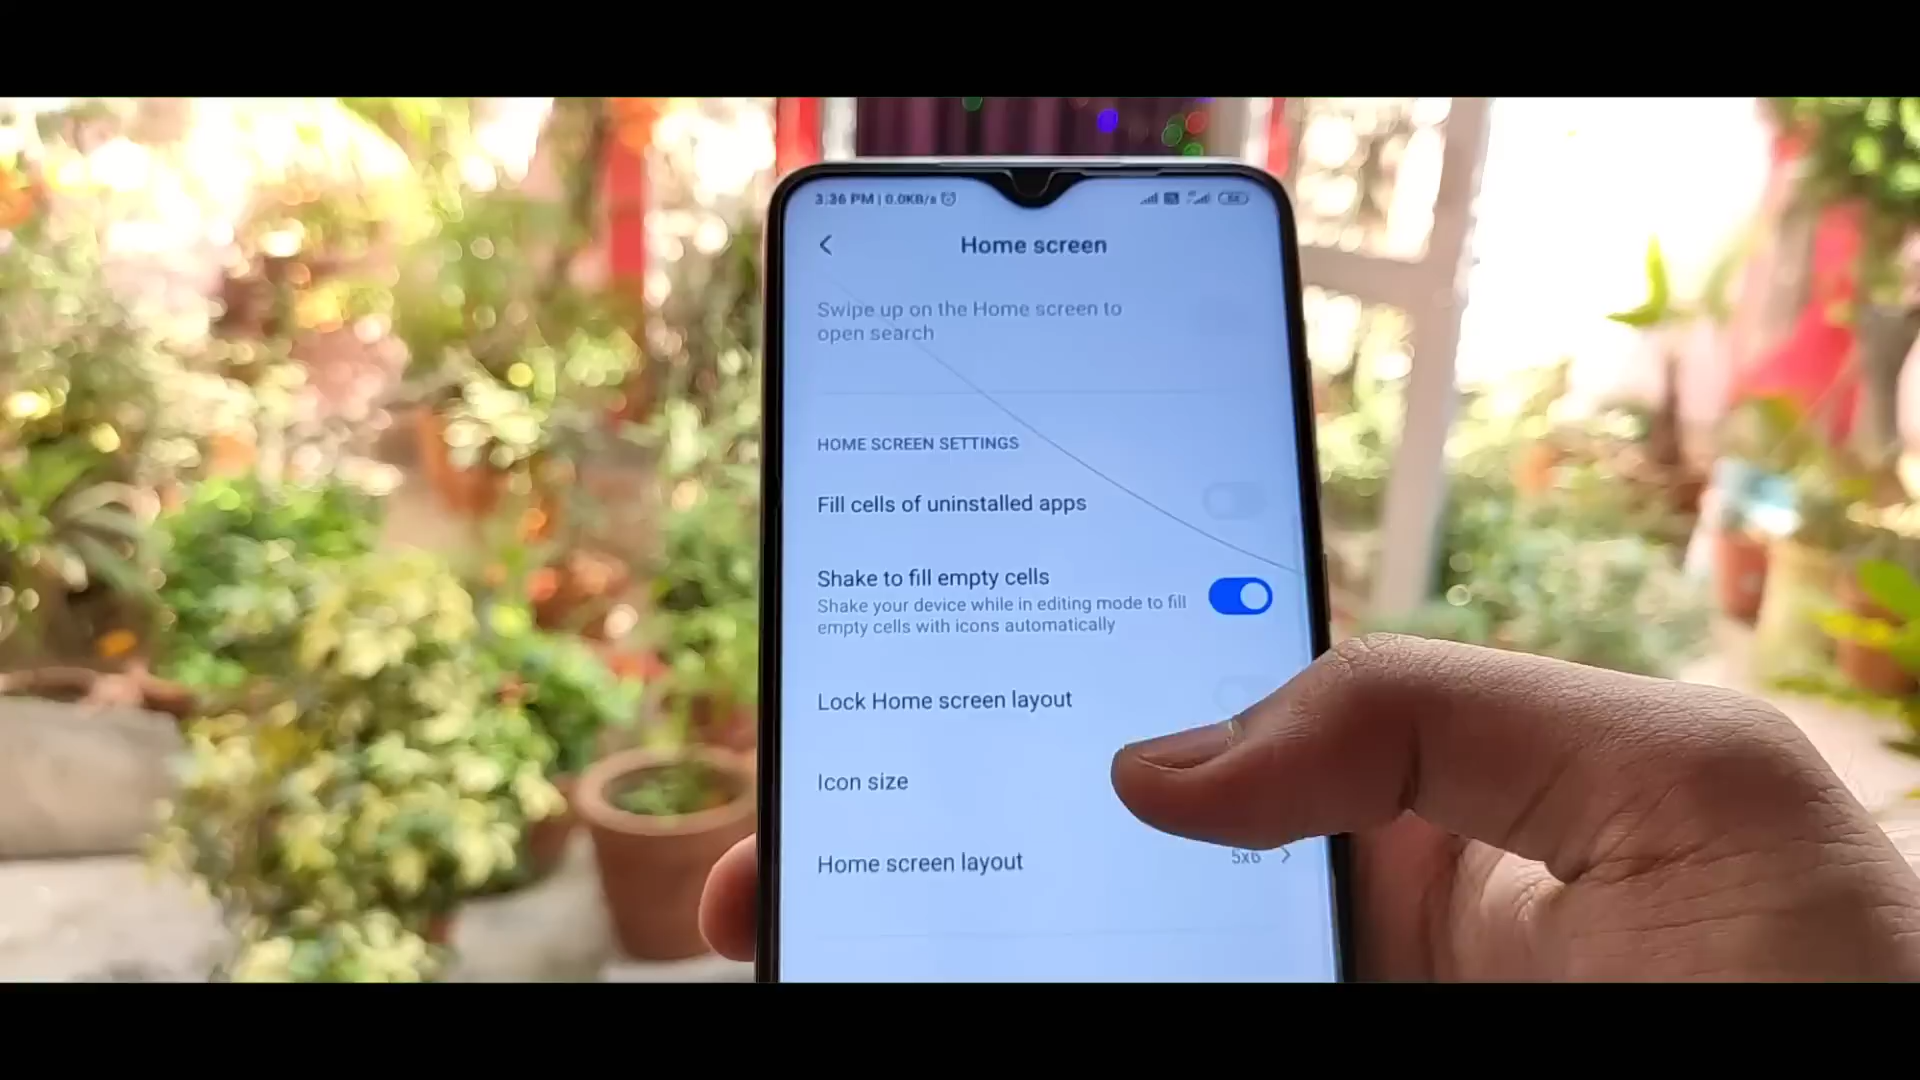 3:36 PM | 0.0KB/s
Home screen
Swipe up on the Home screen to
open search
HOME SCREEN SETTINGS
Fill cells of uninstalled apps
Shake to fill empty cells
Shake your device while in editing mode to fill
empty cells with icons automatically
Lock Home screen layout
Icon size
Home screen layout 5x6